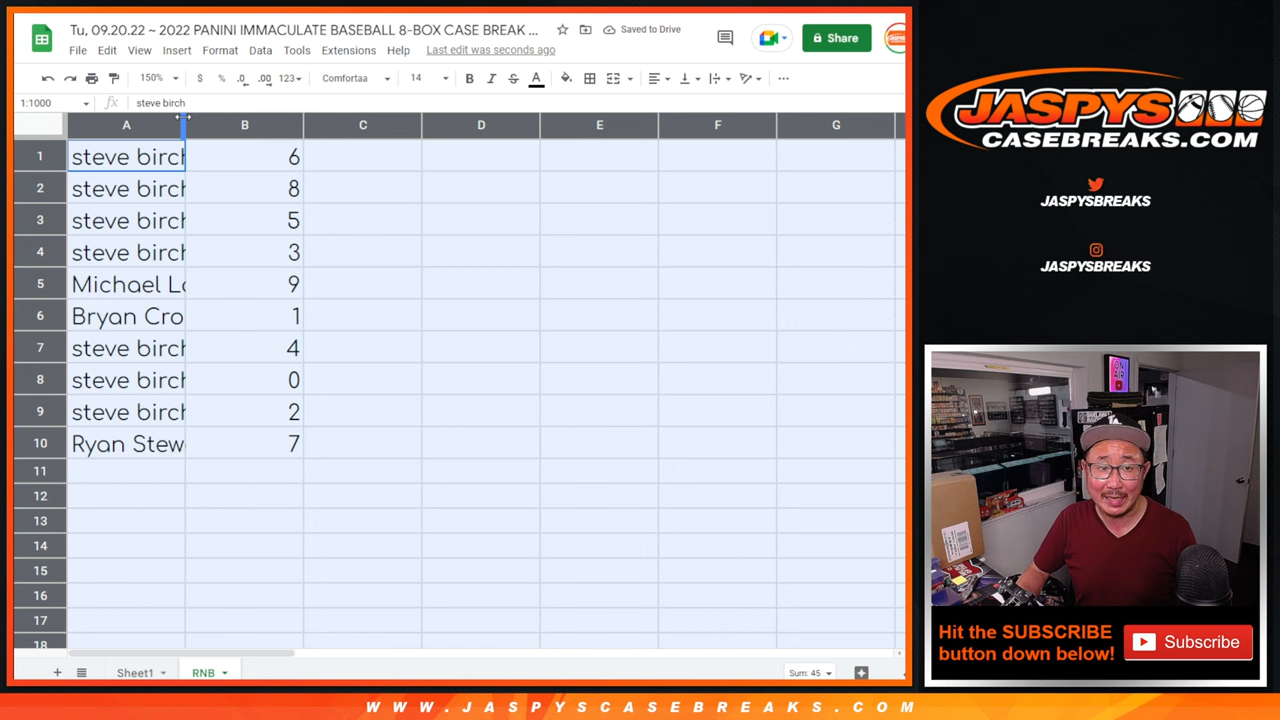 Tu, 09.20.22 ~ 2022 PANINI IMMACULATE BASEBALL 8-BOX CASE BREAK ...
Saved to Drive
Share
File Edit View Insert Format Data Tools Extensions Help Last edit was seconds ago
150% $ % .0 .00 123 Comfortaa 14 B I S A
1:1000 fx steve birch
A B C D E F G
1 steve birch 6
2 steve birch 8
3 steve birch 5
4 steve birch 3
5 Michael Lo 9
6 Bryan Cro 1
7 steve birch 4
8 steve birch 0
9 steve birch 2
10 Ryan Stew 7
11
12
13
14
15
16
17
18
Sheet1 RNB Sum: 45
JASPYS
CASEBREAKS.COM
JASPYSBREAKS
JASPYSBREAKS
ON
AIR
Hit the SUBSCRIBE
button down below!
Subscribe
WWW.JASPYSCASEBREAKS.COM